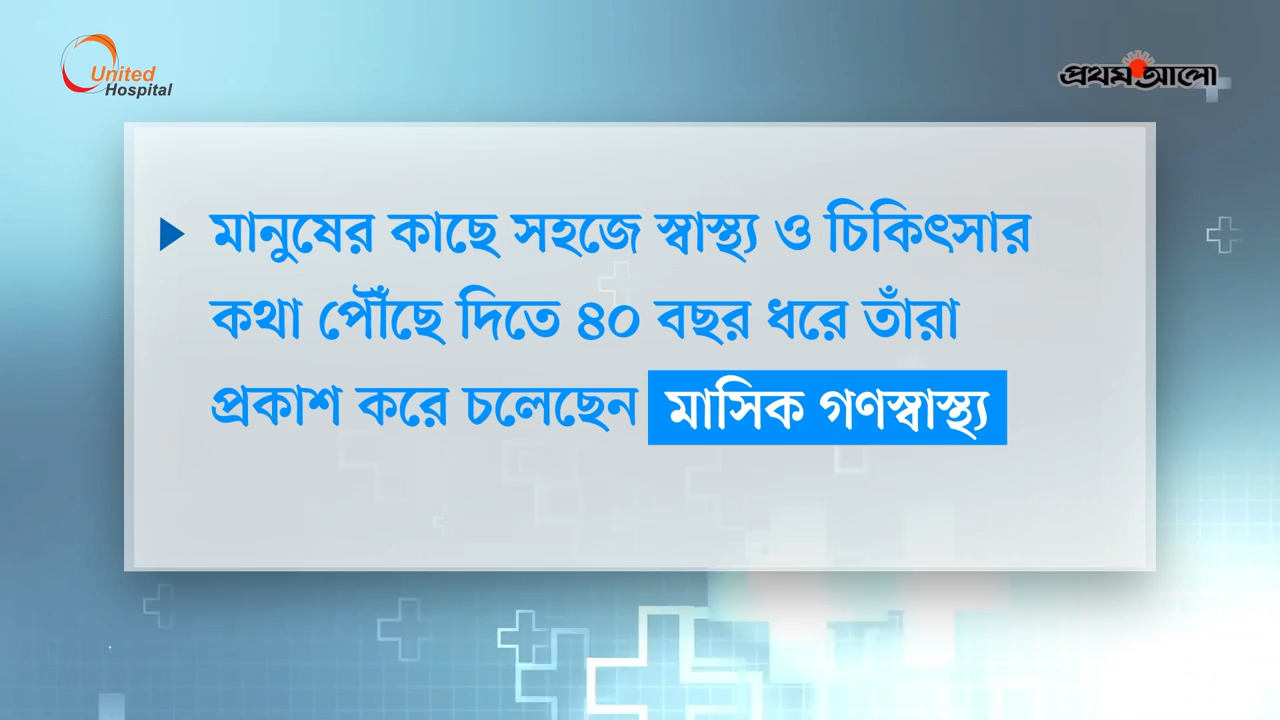 United
Hospital
প্রথম আলো
মানুষের কাছে সহজে স্বাস্থ্য ও চিকিৎসার
কথা পৌঁছে দিতে ৪০ বছর ধরে তাঁরা
প্রকাশ করে চলেছেন মাসিক গণস্বাস্থ্য